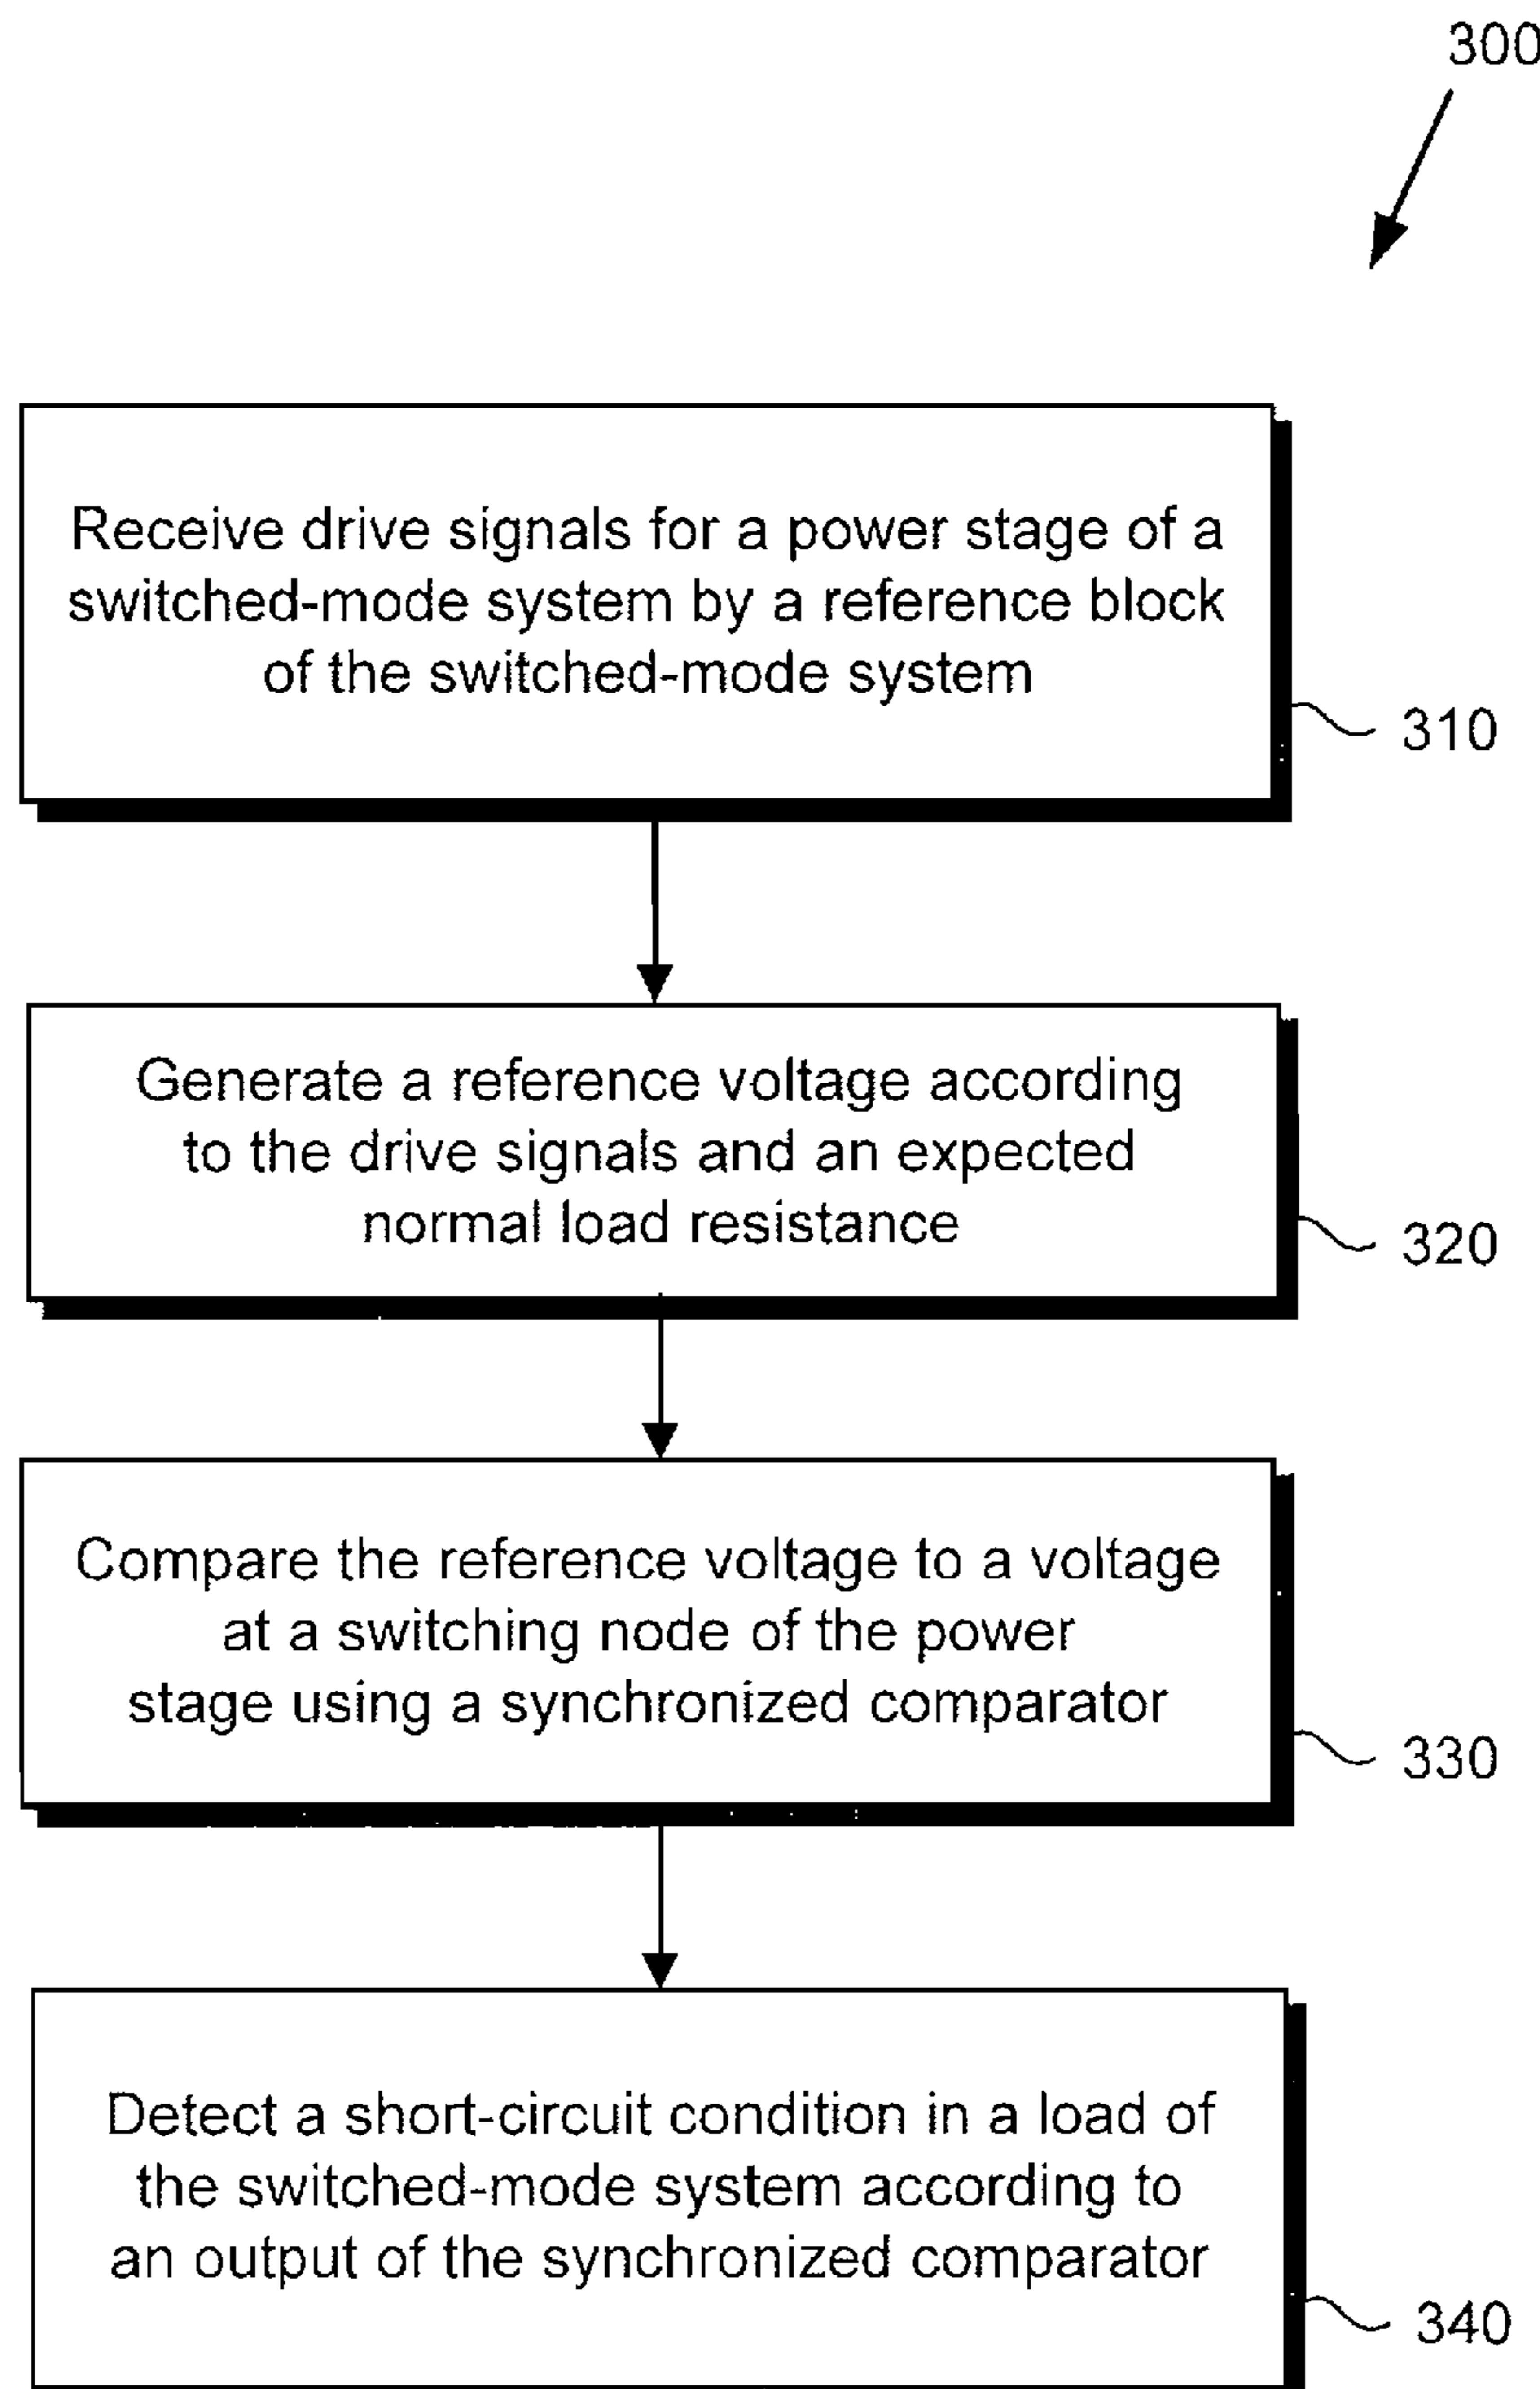 300
Receive drive signals for a power stage of a
switched-mode system by a reference block
of the switched-mode system
310
Generate a reference voltage according
to the drive signals and an expected
normal load resistance
320
Compare the reference voltage to a voltage
at a switching node of the power
stage using a synchronized comparator
330
Detect a short-circuit condition in a load of
the switched-mode system according to
an output of the synchronized comparator
340